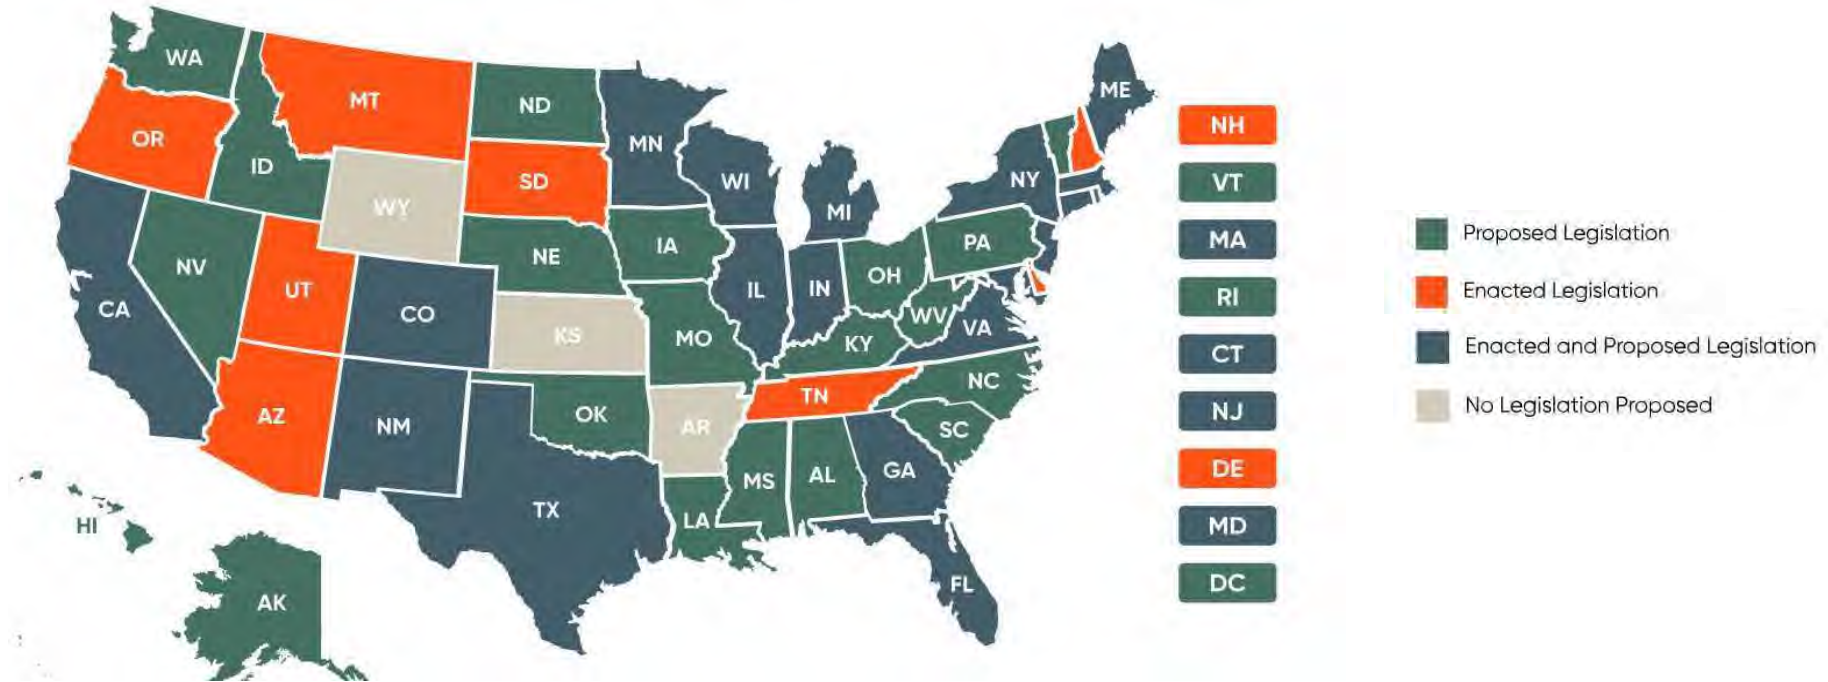 WA
OR
MT
ID
WY
ND
SD
NE
MN
WI
MI
IA
NV
UT
CA
CO
KS
MO
IL
IN
OH
PA
NY
ME
WV
VA
KY
NC
TN
SC
AZ
NM
OK
AR
TX
LA
MS
AL
GA
FL
HI
AK
NH
VT
MA
RI
CT
NJ
DE
MD
DC
Proposed Legislation
Enacted Legislation
Enacted and Proposed Legislation
No Legislation Proposed